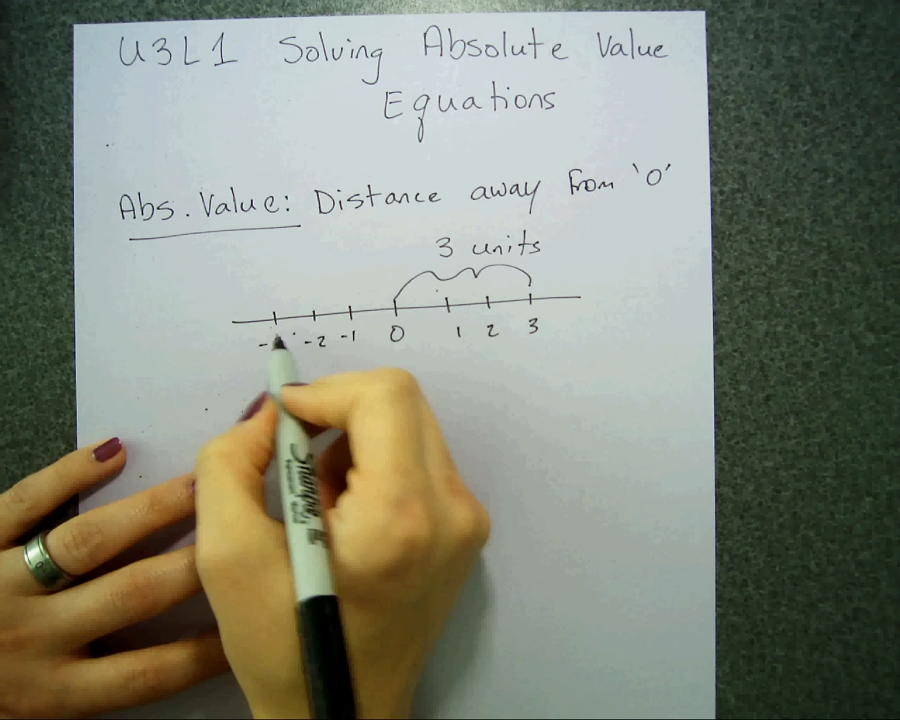 U3L1 Solving Absolute Value
Equations
Abs. Value: Distance away from '0'
3 units
- -2 -1 0 1 2 3
Sharpie